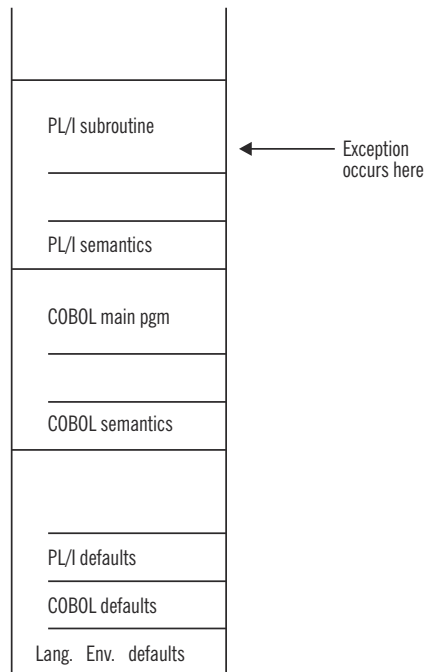 PL/I subroutine
Exception
occurs here
PL/I semantics
COBOL main pgm
COBOL semantics
PL/I defaults
COBOL defaults
Lang. Env. defaults